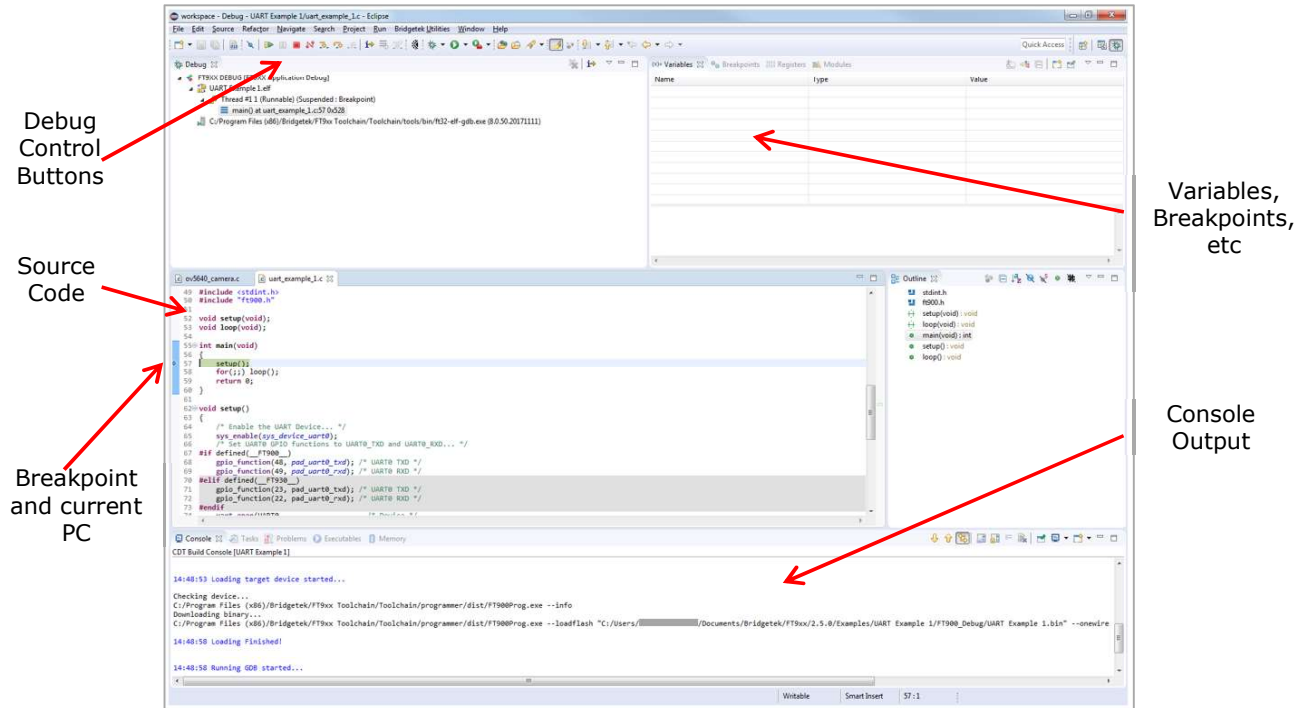 workspace - Debug - UART Example 1/uart_example_1.c - Eclipse
File Edit Source Refactor Navigate Search Project Run Bridgetek Utilities Window Help
Quick Access
Debug
FT9XX DEBUG [FT9XX Application Debug]
UART Example 1.elf
Thread #1 1 (Runnable) (Suspended : Breakpoint)
main() at uart_example_1.c:57 0x528
C:/Program Files (x86)/Bridgetek/FT9xx Toolchain/Toolchain/tools/bin/ft32-elf-gdb.exe (8.0.50.20171111)
(x)= Variables Breakpoints Registers Modules
Name Type Value
Debug
Control
Buttons
Variables,
Breakpoints,
etc
Source
Code
Breakpoint
and current
PC
Console
Output
ov5640_camera.c uart_example_1.c
49 #include <stdint.h>
50 #include "ft900.h"
51
52 void setup(void);
53 void loop(void);
54
55 int main(void)
56 {
57 setup();
58 for(;;) loop();
59 return 0;
60 }
61
62 void setup()
63 {
64 /* Enable the UART Device... */
65 sys_enable(sys_device_uart0);
66 /* Set UART0 GPIO functions to UART0_TXD and UART0_RXD... */
67 #if defined(__FT900__)
68 gpio_function(48, pad_uart0_txd); /* UART0 TXD */
69 gpio_function(49, pad_uart0_rxd); /* UART0 RXD */
70 #elif defined(__FT930__)
71 gpio_function(23, pad_uart0_txd); /* UART0 TXD */
72 gpio_function(22, pad_uart0_rxd); /* UART0 RXD */
73 #endif
74 uart_open(UART0, /* Device */
Outline
stdint.h
ft900.h
setup(void) : void
loop(void) : void
main(void) : int
setup() : void
loop() : void
Console Tasks Problems Executables Memory
CDT Build Console [UART Example 1]
14:48:53 Loading target device started...
Checking device...
C:/Program Files (x86)/Bridgetek/FT9xx Toolchain/Toolchain/programmer/dist/FT900Prog.exe --info
Downloading binary...
C:/Program Files (x86)/Bridgetek/FT9xx Toolchain/Toolchain/programmer/dist/FT900Prog.exe --loadflash "C:/Users/ /Documents/Bridgetek/FT9xx/2.5.0/Examples/UART Example 1/FT900_Debug/UART Example 1.bin" --onewire
14:48:58 Loading Finished!
14:48:58 Running GDB started...
Writable Smart Insert 57 : 1